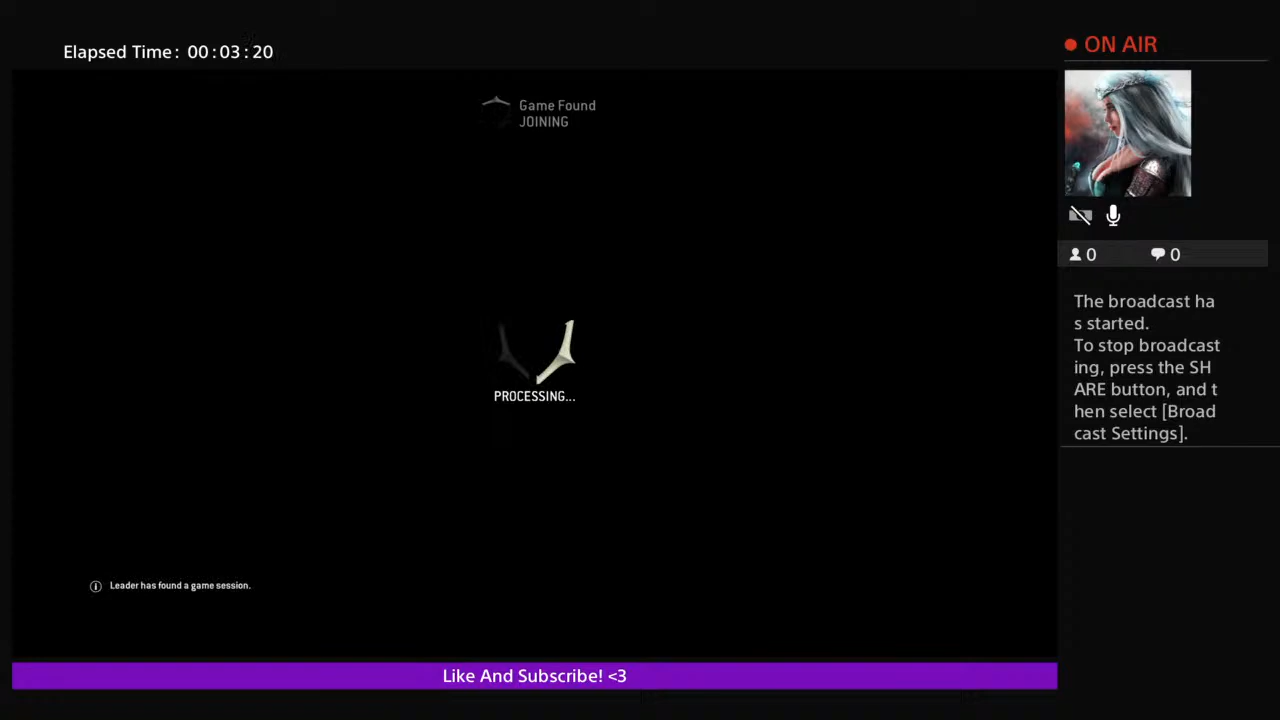 Elapsed Time: 00:03:20
ON AIR
Game Found
JOINING
0
0
The broadcast ha
s started.
To stop broadcast
ing, press the SH
ARE button, and t
hen select [Broad
cast Settings].
PROCESSING...
Leader has found a game session.
Like And Subscribe! <3